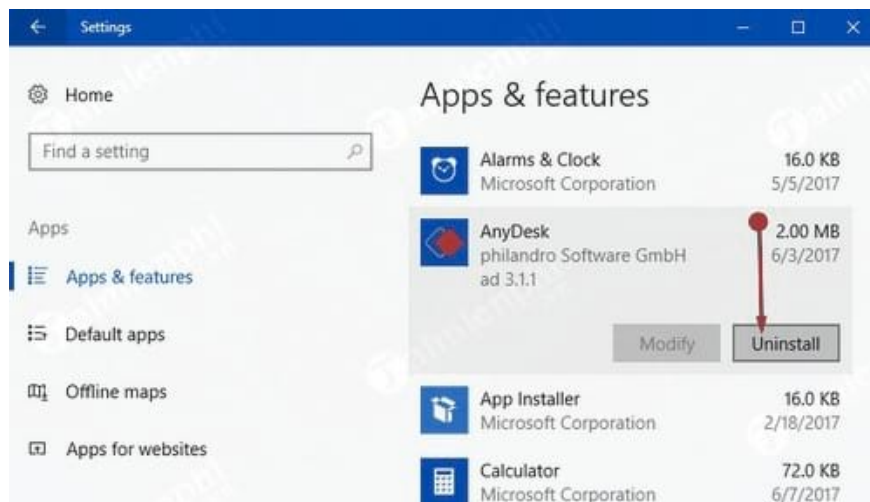 Settings
Home
Find a setting
Apps
Apps & features
Default apps
Offline maps
Apps for websites
Apps & features
Alarms & Clock 16.0 KB
Microsoft Corporation 5/5/2017
AnyDesk 2.00 MB
philandro Software GmbH 6/3/2017
ad 3.1.1
Modify Uninstall
App Installer 16.0 KB
Microsoft Corporation 2/18/2017
Calculator 72.0 KB
Microsoft Corporation 6/7/2017